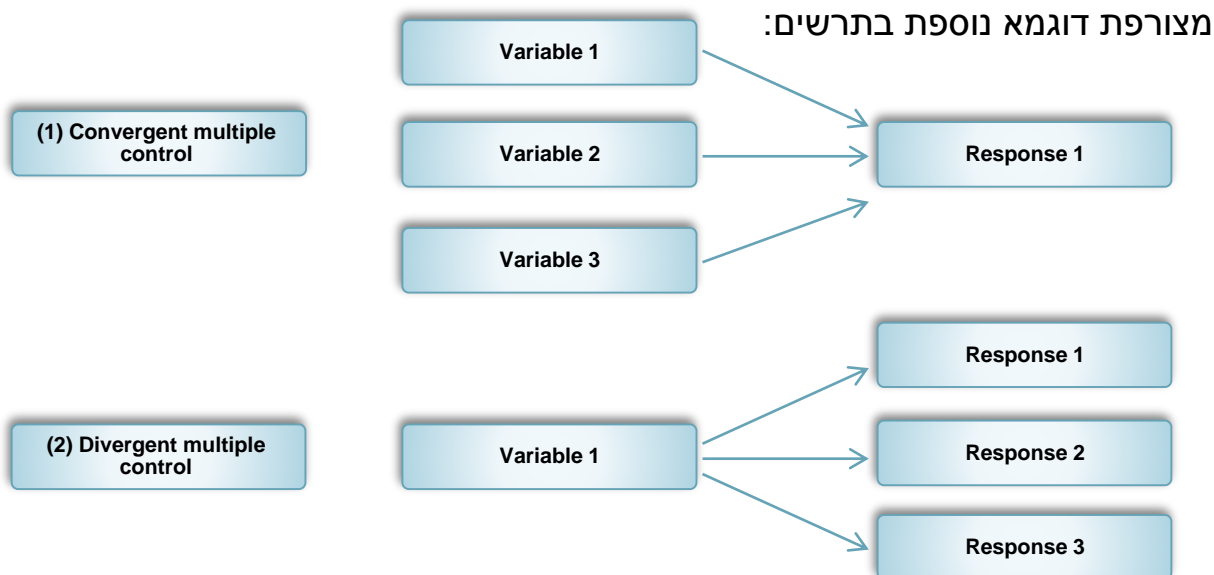 מצורפת דוגמא נוספת בתרשים:
(1) Convergent multiple
control
Variable 1
Variable 2
Variable 3
Response 1
(2) Divergent multiple
control
Variable 1
Response 1
Response 2
Response 3